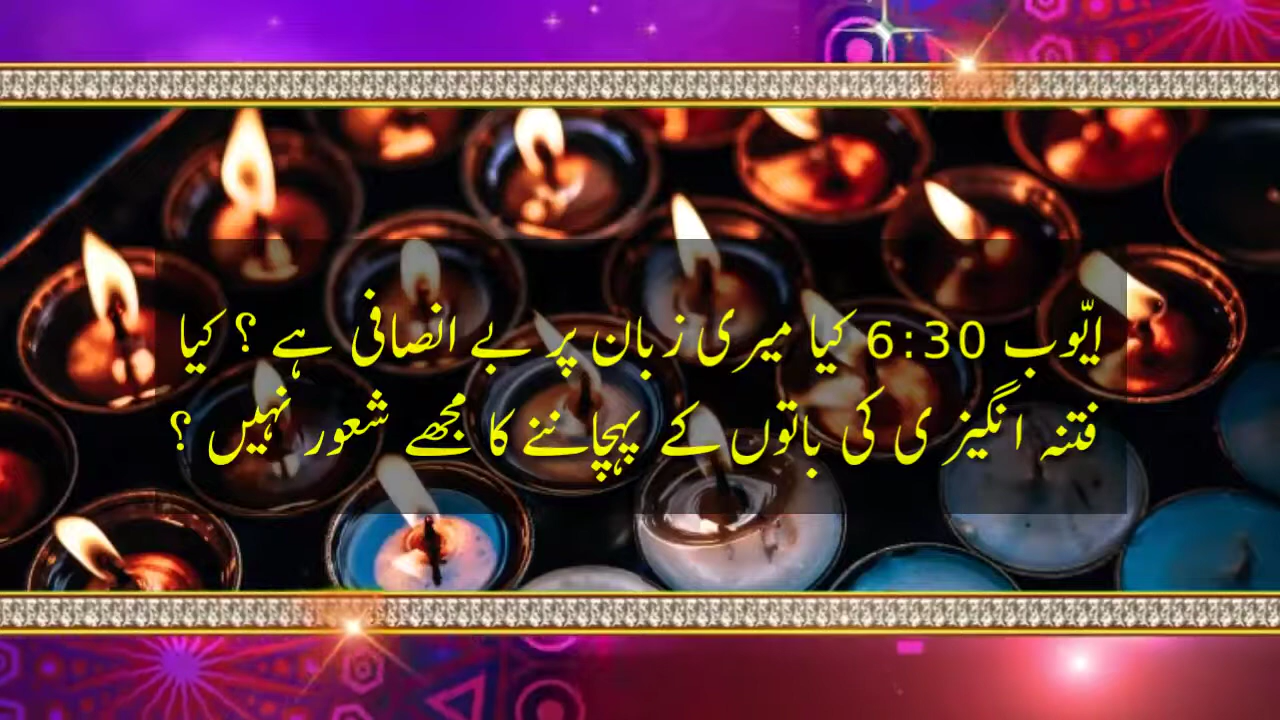 ایّوب 6:30 کیا میری زبان پر بے انصافی ہے ؟ کیا
فتنہ انگیزی کی باتوں کے پہچاننے کا مجھے شعور نہیں ؟